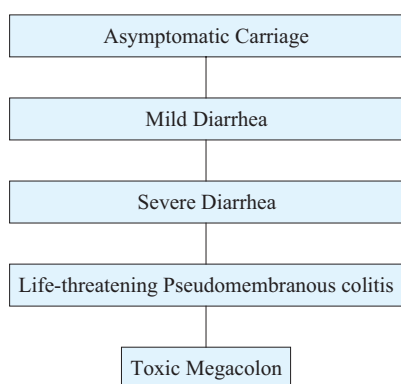 Asymptomatic Carriage
Mild Diarrhea
Severe Diarrhea
Life-threatening Pseudomembranous colitis
Toxic Megacolon